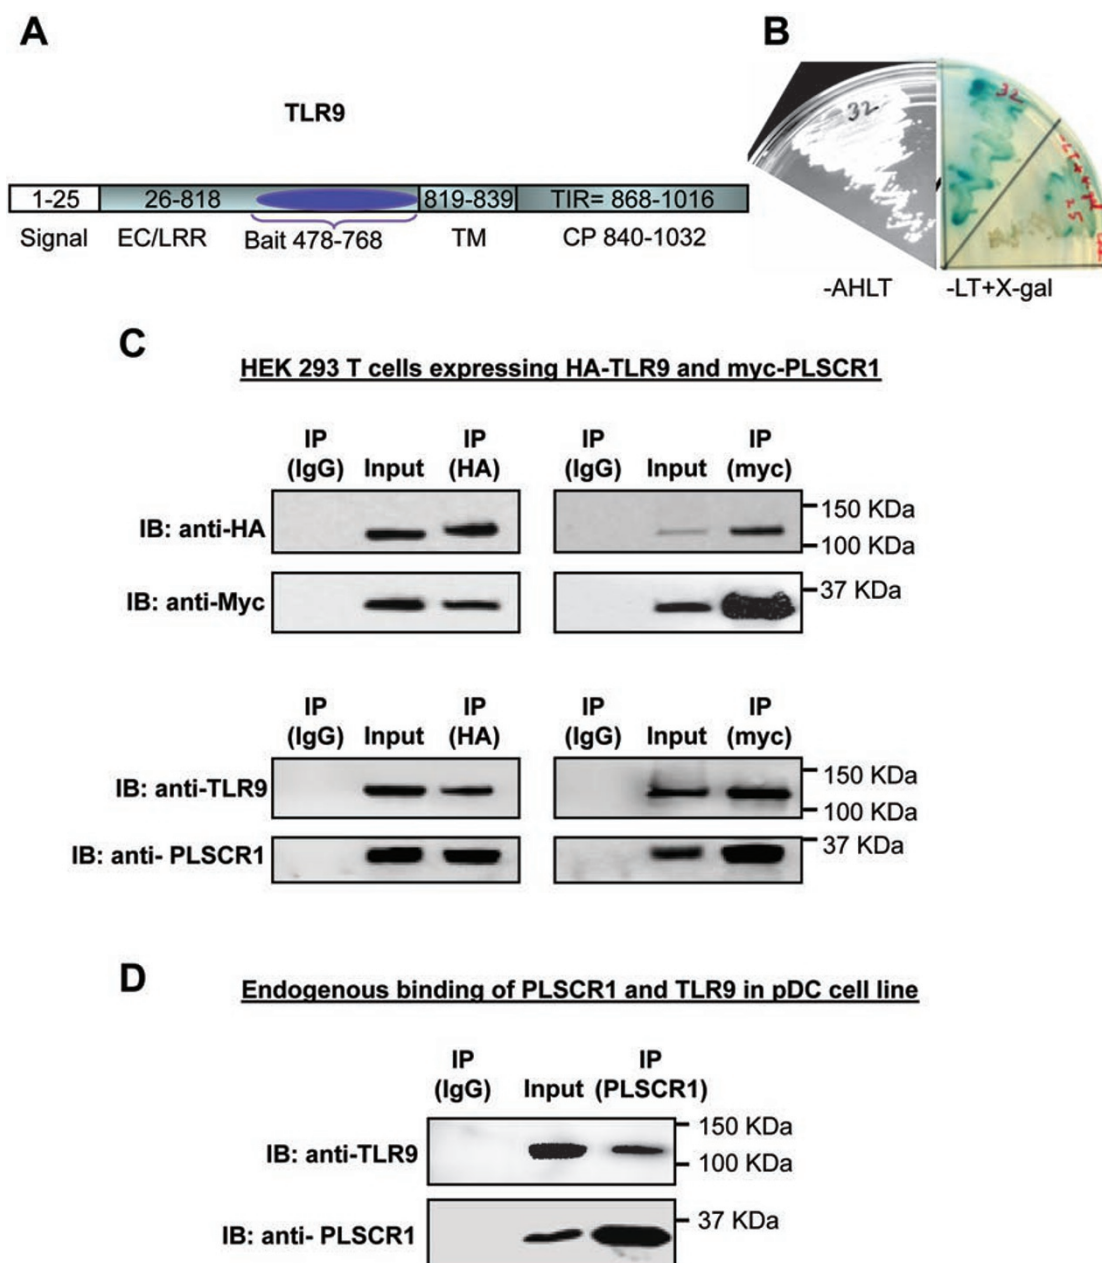 A
TLR9
1-25 26-818 819-839 TIR= 868-1016
Signal EC/LRR Bait 478-768 TM CP 840-1032
B
32 32
25
-AHLT -LT+X-gal
C
HEK 293 T cells expressing HA-TLR9 and myc-PLSCR1
IP IP IP IP
(IgG) Input (HA) (IgG) Input (myc)
150 KDa
IB: anti-HA
100 KDa
37 KDa
IB: anti-Myc
IP IP IP IP
(IgG) Input (HA) (IgG) Input (myc)
150 KDa
IB: anti-TLR9
100 KDa
37 KDa
IB: anti- PLSCR1
D
Endogenous binding of PLSCR1 and TLR9 in pDC cell line
IP IP
(IgG) Input (PLSCR1)
150 KDa
IB: anti-TLR9
100 KDa
37 KDa
IB: anti- PLSCR1